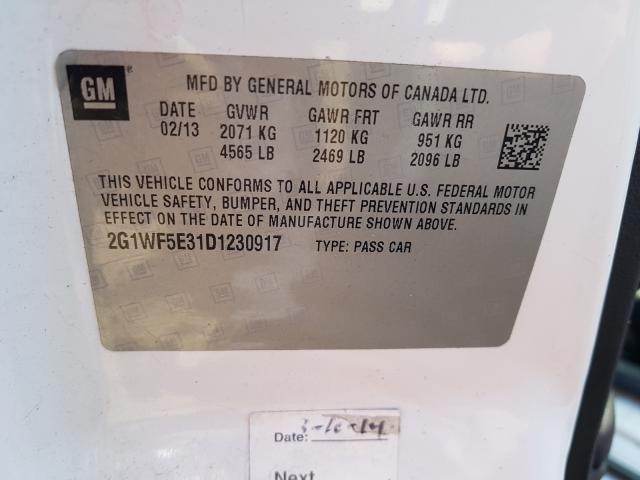 GM
MFD BY GENERAL MOTORS OF CANADA LTD.
DATE GVWR GAWR FRT GAWR RR
02/13 2071 KG 1120 KG 951 KG
4565 LB 2469 LB 2096 LB
THIS VEHICLE CONFORMS TO ALL APPLICABLE U.S. FEDERAL MOTOR
VEHICLE SAFETY, BUMPER, AND THEFT PREVENTION STANDARDS IN
EFFECT ON THE DATE OF MANUFACTURE SHOWN ABOVE.
2G1WF5E31D1230917 TYPE: PASS CAR
Date:
Next